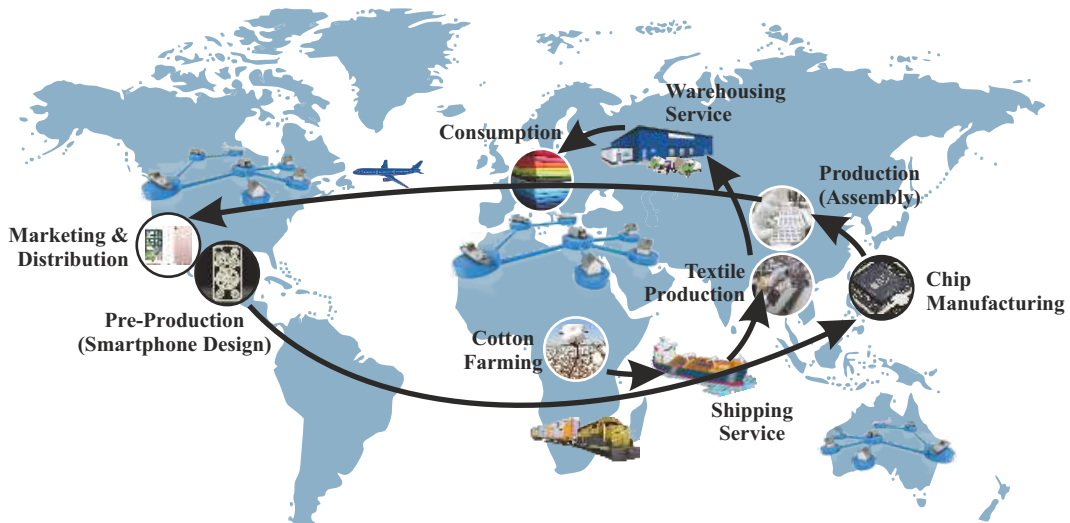 Warehousing
Service
Consumption
Production
(Assembly)
Marketing &
Distribution
Textile
Production
Chip
Manufacturing
Pre-Production
(Smartphone Design)
Cotton
Farming
Shipping
Service